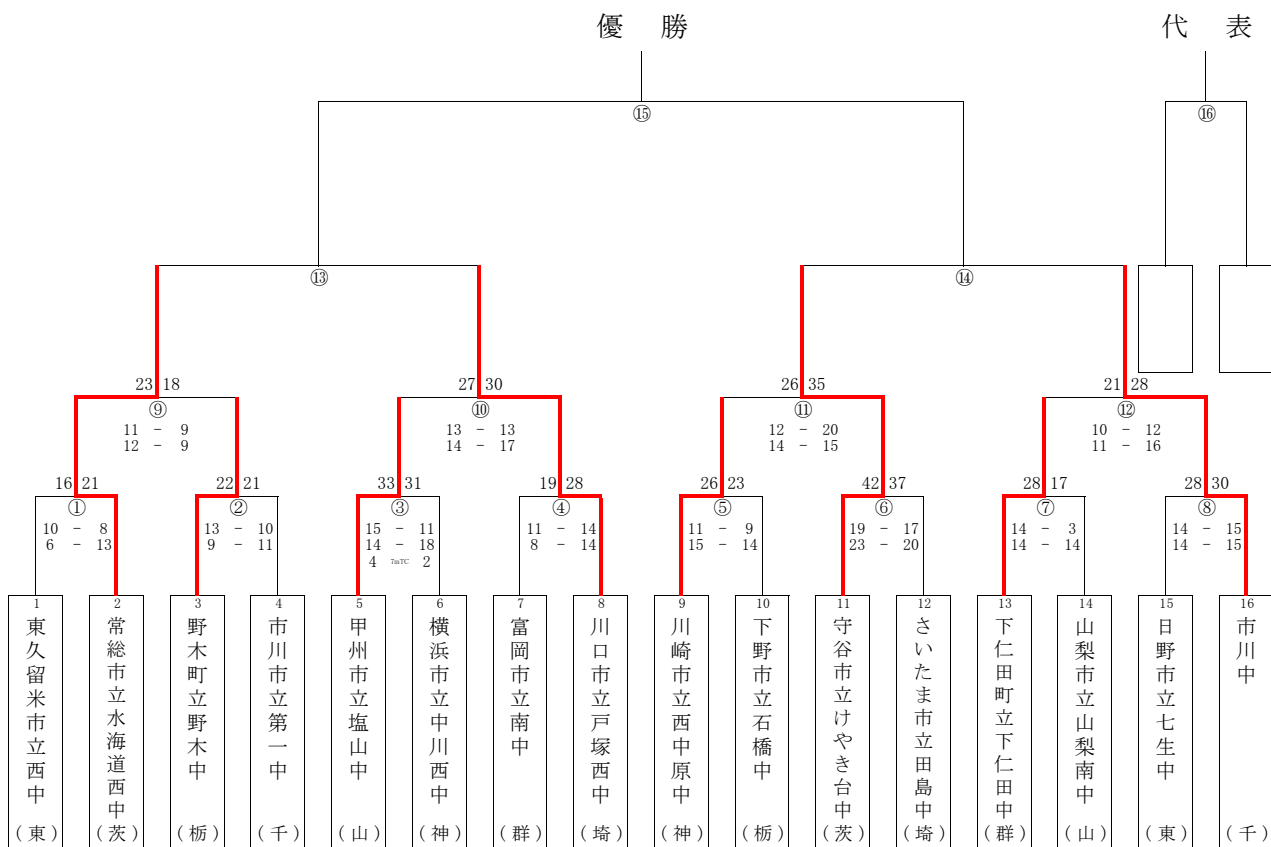 優 勝
代 表
⑮
⑯
⑬
⑭
23 18
27 30
26 35
21 28
⑨
⑩
⑪
⑫
11 - 9
13 - 13
12 - 20
10 - 12
12 - 9
14 - 17
14 - 15
11 - 16
16 21
22 21
33 31
19 28
26 23
42 37
28 17
28 30
①
②
③
④
⑤
⑥
⑦
⑧
10 - 8
13 - 10
15 - 11
11 - 14
11 - 9
19 - 17
14 - 3
14 - 15
6 - 13
9 - 11
14 - 18
8 - 14
15 - 14
23 - 20
14 - 14
14 - 15
4 7mTC 2
1
東久留米市立西中
(東)
2
常総市立水海道西中
(茨)
3
野木町立野木中
(栃)
4
市川市立第一中
(千)
5
甲州市立塩山中
(山)
6
横浜市立中川西中
(神)
7
富岡市立南中
(群)
8
川口市立戸塚西中
(埼)
9
川崎市立西中原中
(神)
10
下野市立石橋中
(栃)
11
守谷市立けやき台中
(茨)
12
さいたま市立田島中
(埼)
13
下仁田町立下仁田中
(群)
14
山梨市立山梨南中
(山)
15
日野市立七生中
(東)
16
市川中
(千)